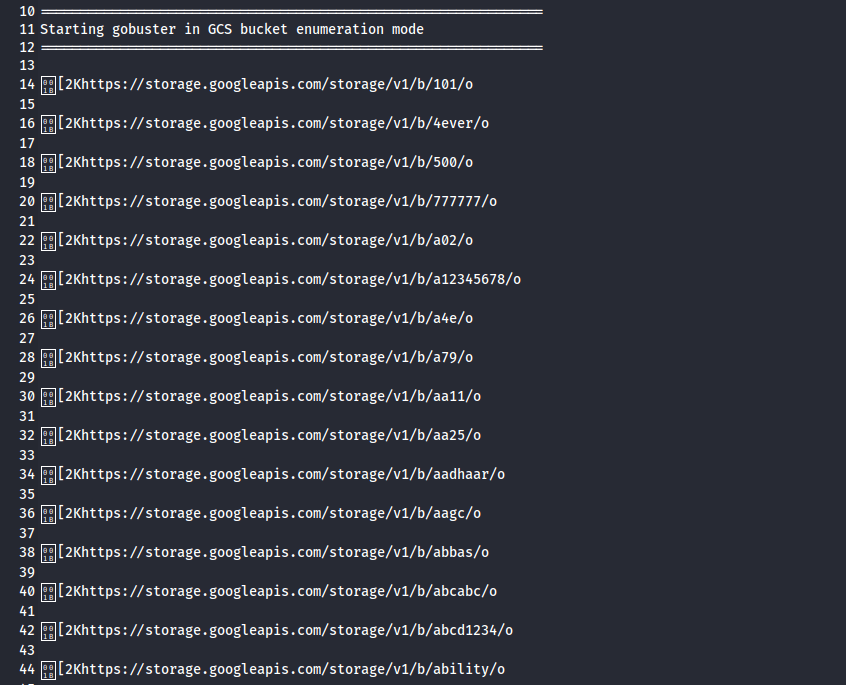 10 ===============================================================
11 Starting gobuster in GCS bucket enumeration mode
12 ===============================================================
13
14 [2Khttps://storage.googleapis.com/storage/v1/b/101/o
15
16 [2Khttps://storage.googleapis.com/storage/v1/b/4ever/o
17
18 [2Khttps://storage.googleapis.com/storage/v1/b/500/o
19
20 [2Khttps://storage.googleapis.com/storage/v1/b/777777/o
21
22 [2Khttps://storage.googleapis.com/storage/v1/b/a02/o
23
24 [2Khttps://storage.googleapis.com/storage/v1/b/a12345678/o
25
26 [2Khttps://storage.googleapis.com/storage/v1/b/a4e/o
27
28 [2Khttps://storage.googleapis.com/storage/v1/b/a79/o
29
30 [2Khttps://storage.googleapis.com/storage/v1/b/aa11/o
31
32 [2Khttps://storage.googleapis.com/storage/v1/b/aa25/o
33
34 [2Khttps://storage.googleapis.com/storage/v1/b/aadhaar/o
35
36 [2Khttps://storage.googleapis.com/storage/v1/b/aagc/o
37
38 [2Khttps://storage.googleapis.com/storage/v1/b/abbas/o
39
40 [2Khttps://storage.googleapis.com/storage/v1/b/abcabc/o
41
42 [2Khttps://storage.googleapis.com/storage/v1/b/abcd1234/o
43
44 [2Khttps://storage.googleapis.com/storage/v1/b/ability/o